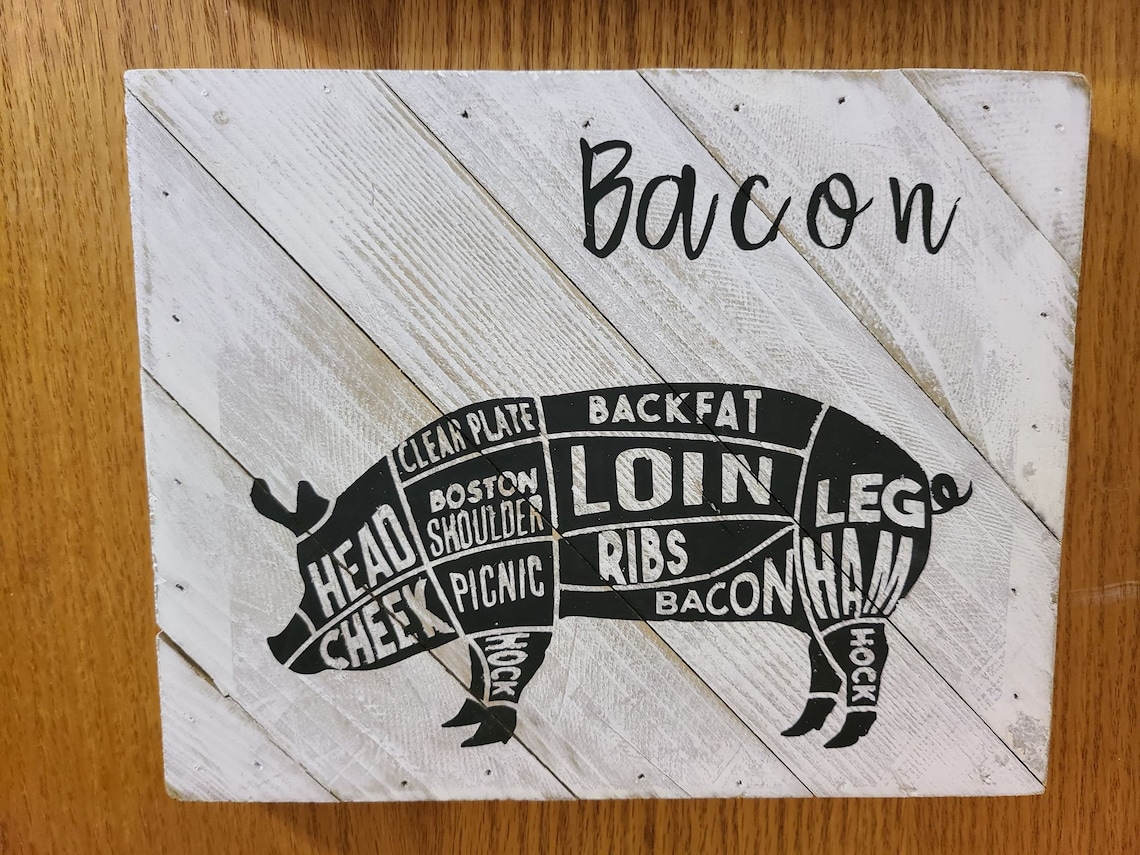 Bacon
CLEAR PLATE
BACKFAT
BOSTON
SHOULDER
LOIN
LEG
HAM
HEAD
CHEEK
PICNIC
RIBS
BACON
HOCK
HOCK